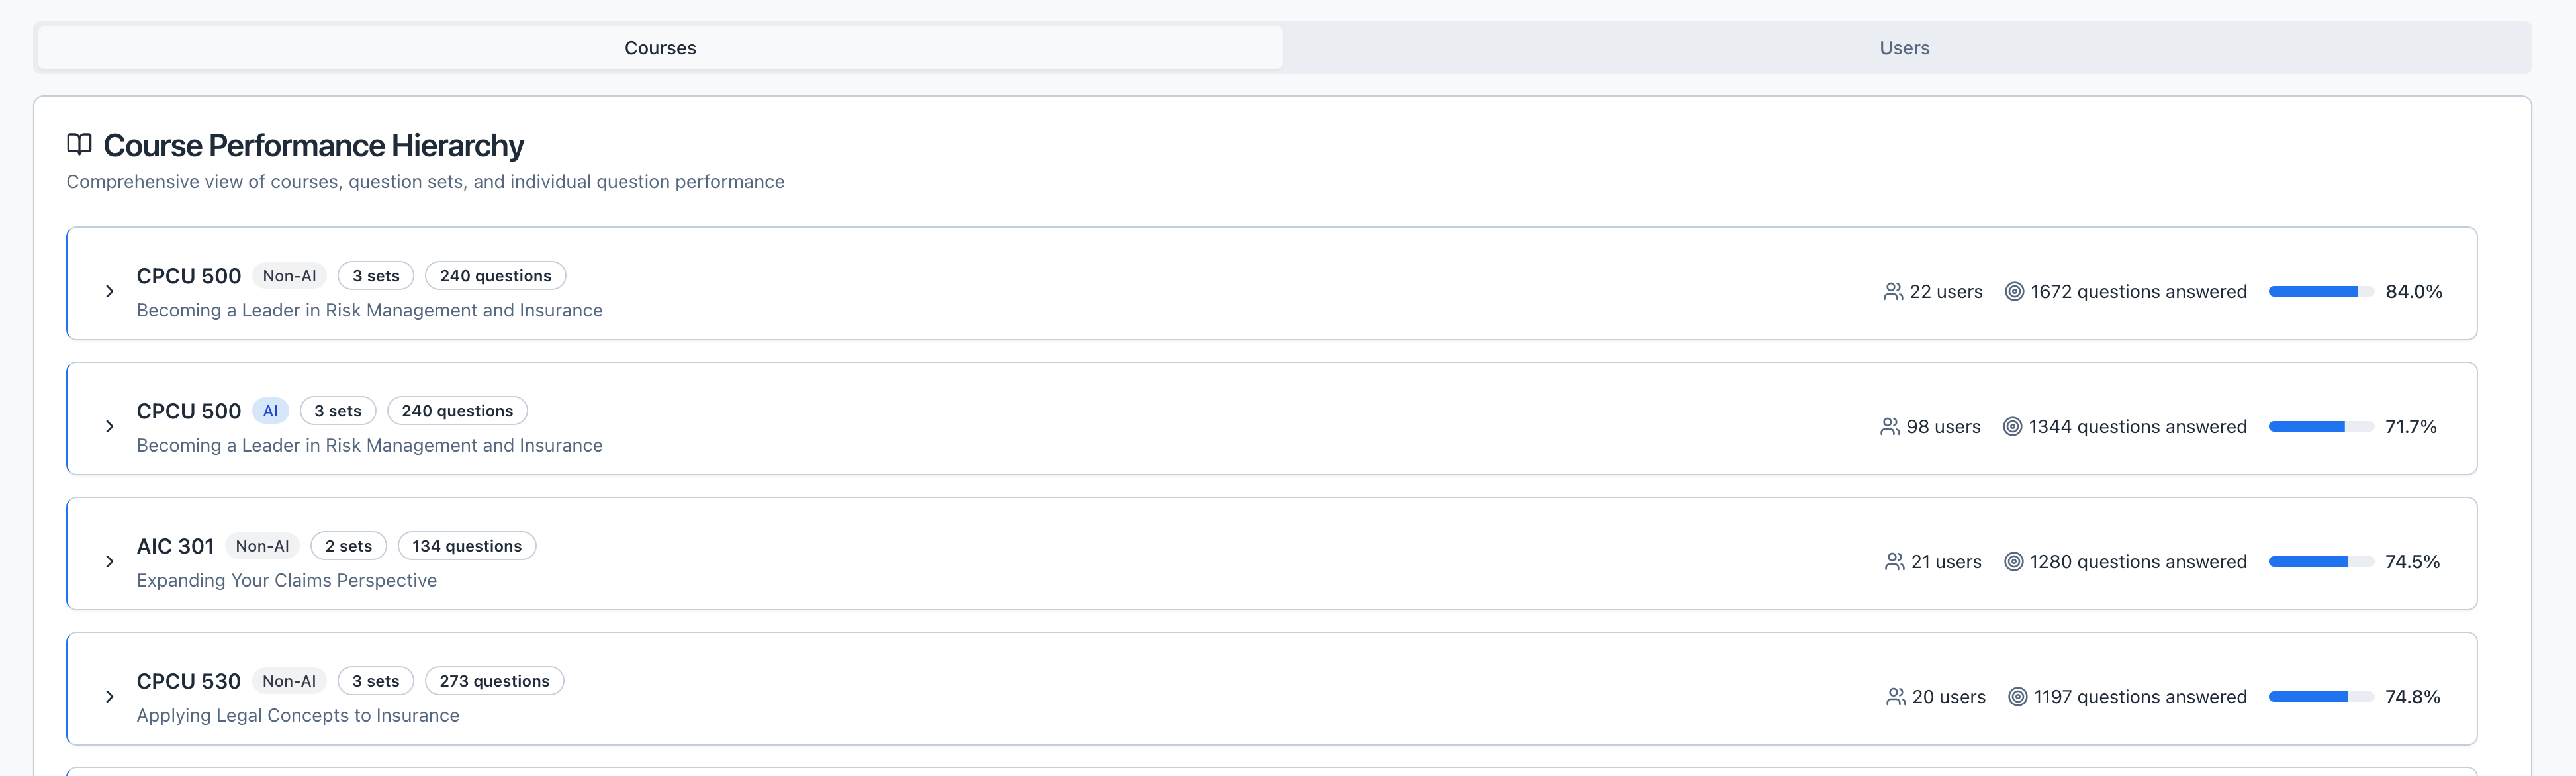 Courses
Users
Course Performance Hierarchy
Comprehensive view of courses, question sets, and individual question performance
CPCU 500 Non-AI 3 sets 240 questions
Becoming a Leader in Risk Management and Insurance
22 users 1672 questions answered 84.0%
CPCU 500 AI 3 sets 240 questions
Becoming a Leader in Risk Management and Insurance
98 users 1344 questions answered 71.7%
AIC 301 Non-AI 2 sets 134 questions
Expanding Your Claims Perspective
21 users 1280 questions answered 74.5%
CPCU 530 Non-AI 3 sets 273 questions
Applying Legal Concepts to Insurance
20 users 1197 questions answered 74.8%